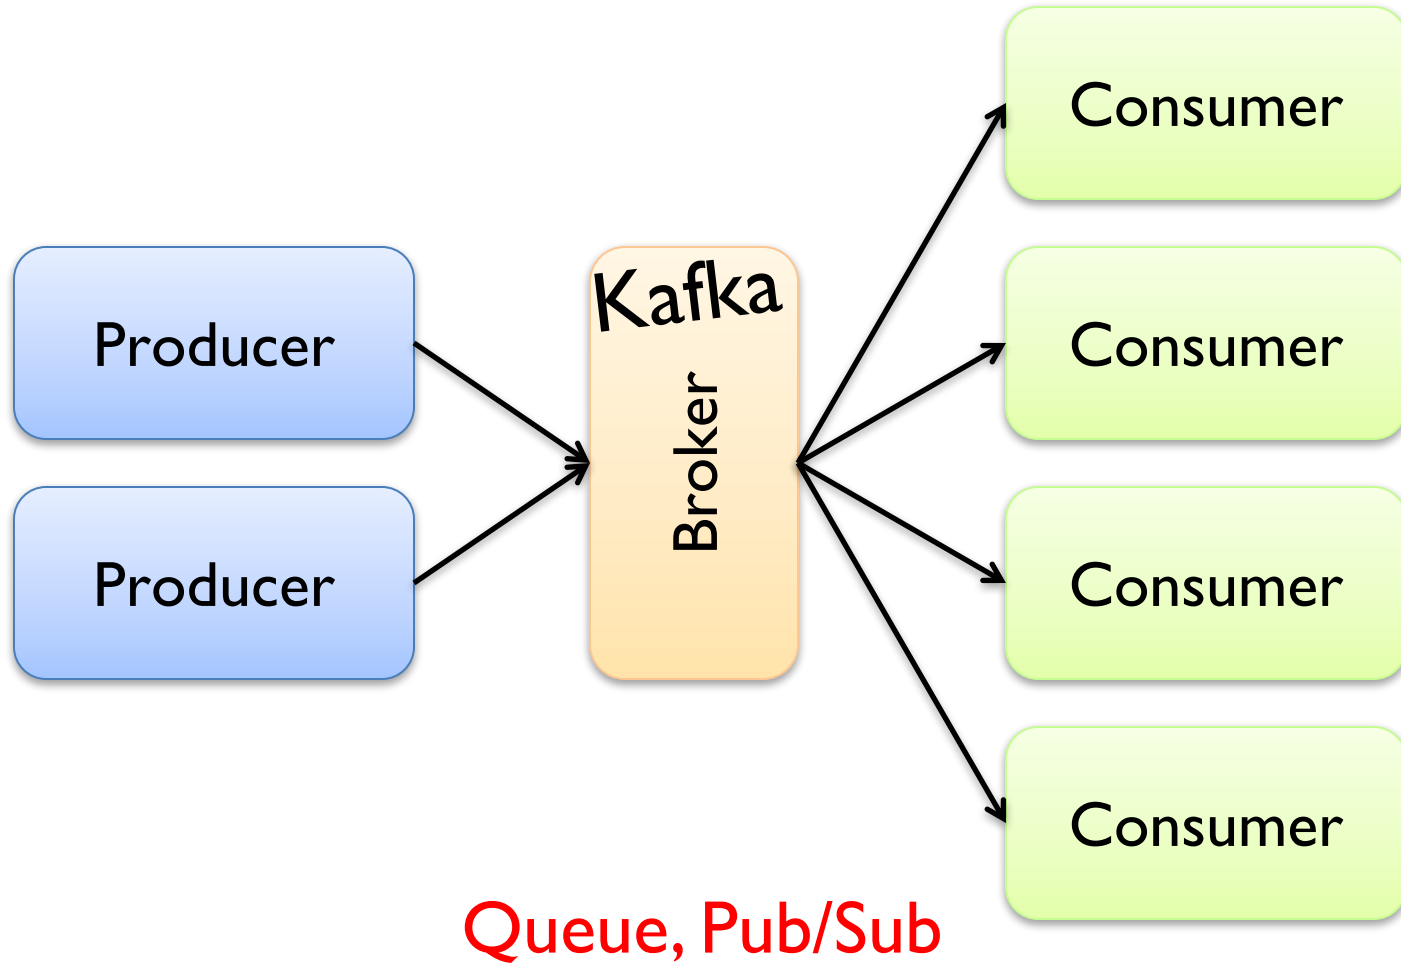 Producer
Producer
Kafka
Broker
Consumer
Consumer
Consumer
Consumer
Queue, Pub/Sub